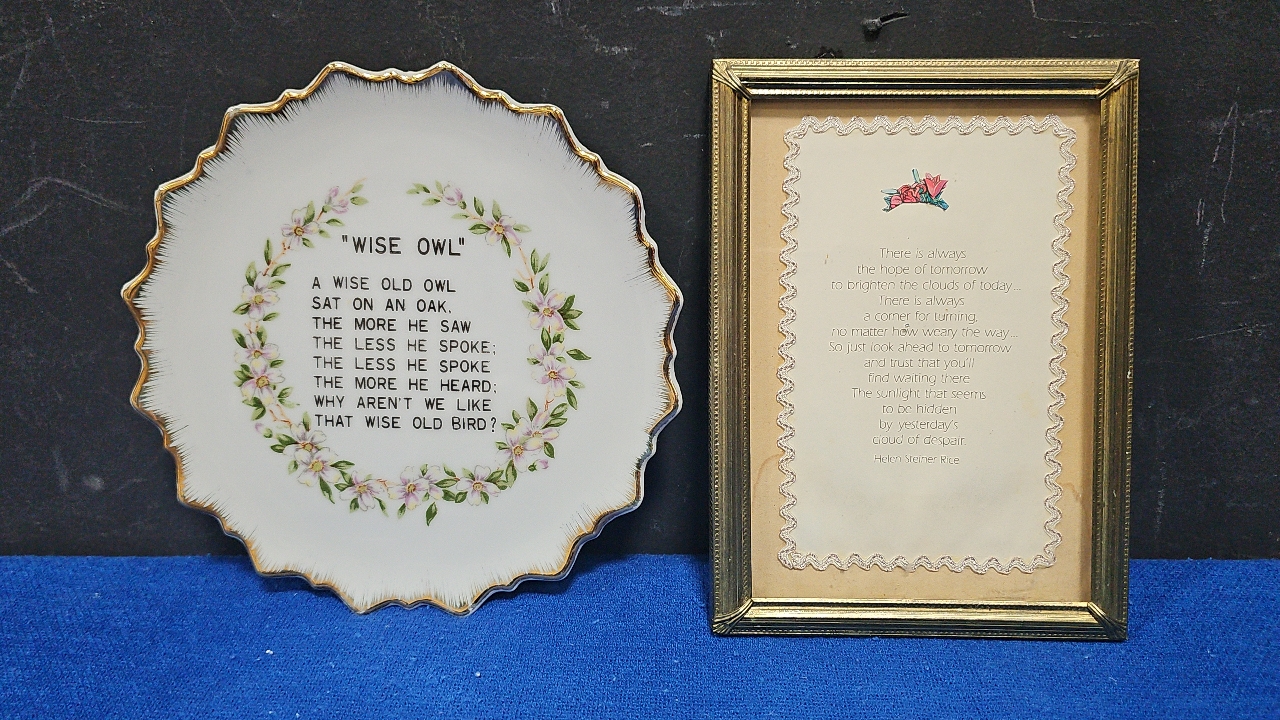 "WISE OWL"
A WISE OLD OWL
SAT ON AN OAK,
THE MORE HE SAW
THE LESS HE SPOKE;
THE LESS HE SPOKE
THE MORE HE HEARD;
WHY AREN'T WE LIKE
THAT WISE OLD BIRD?
There is always
the hope of tomorrow
to brighten the clouds of today...
There is always
a corner for turning,
no matter how weary the way...
So just look ahead to tomorrow
and trust that you'll
find waiting there
The sunlight that seems
to be hidden
by yesterday's
cloud of despair.
Helen Steiner Rice